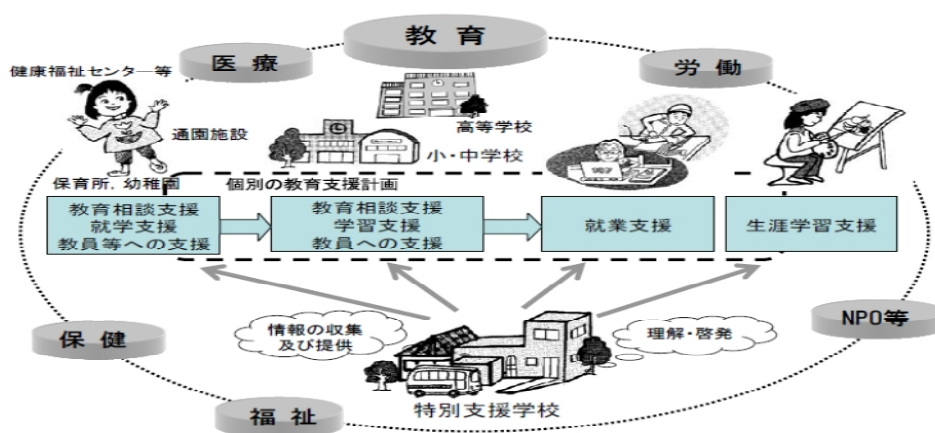 教育
医療
労働
健康福祉センター等
通園施設
高等学校
小・中学校
保育所，幼稚園
個別の教育支援計画
教育相談支援
就学支援
教員等への支援
教育相談支援
学習支援
教員への支援
就業支援
生涯学習支援
情報の収集
及び提供
理解・啓発
保健
NPO等
特別支援学校
福祉